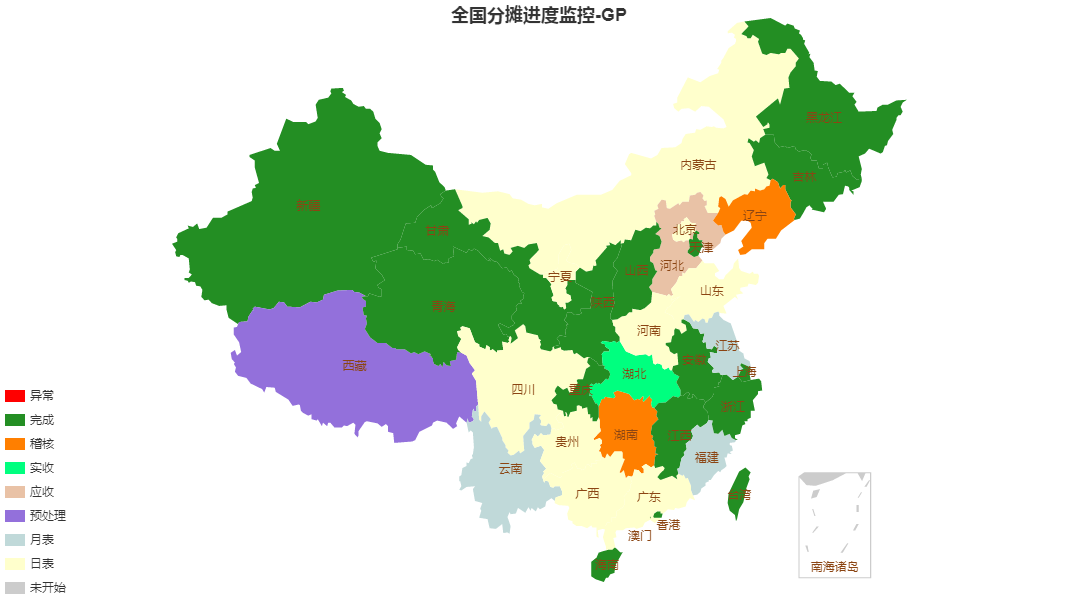 全国分摊进度监控-GP
黑龙江
内蒙古
吉林
新疆
辽宁
甘肃
北京
天津
河北
山西
宁夏
山东
陕西
青海
河南
江苏
安徽
西藏
上海
湖北
四川
重庆
浙江
湖南
江西
贵州
福建
云南
广西
广东
台湾
香港
澳门
海南
南海诸岛
异常
完成
稽核
实收
应收
预处理
月表
日表
未开始